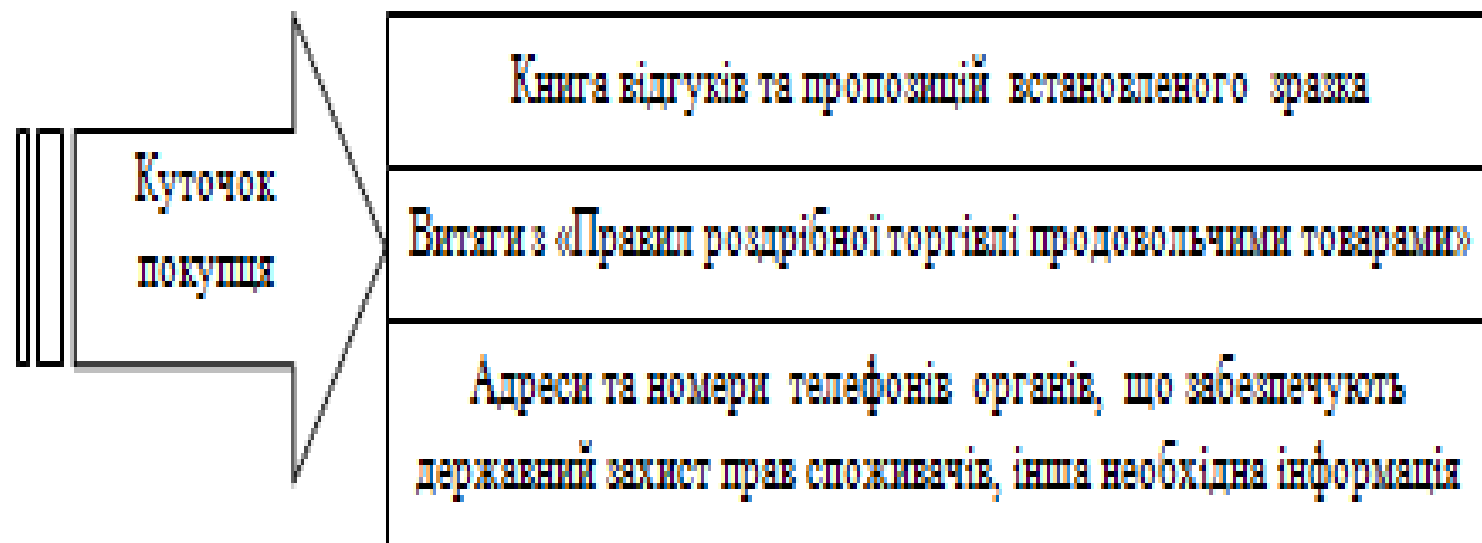 Куточок
покупця
Книга відгуків та пропозицій встановленого зразка
Витяги з «Правил роздрібної торгівлі продовольчими товарами»
Адреси та номери телефонів органів, що забезпечують
державний захист прав споживачів, інша необхідна інформація